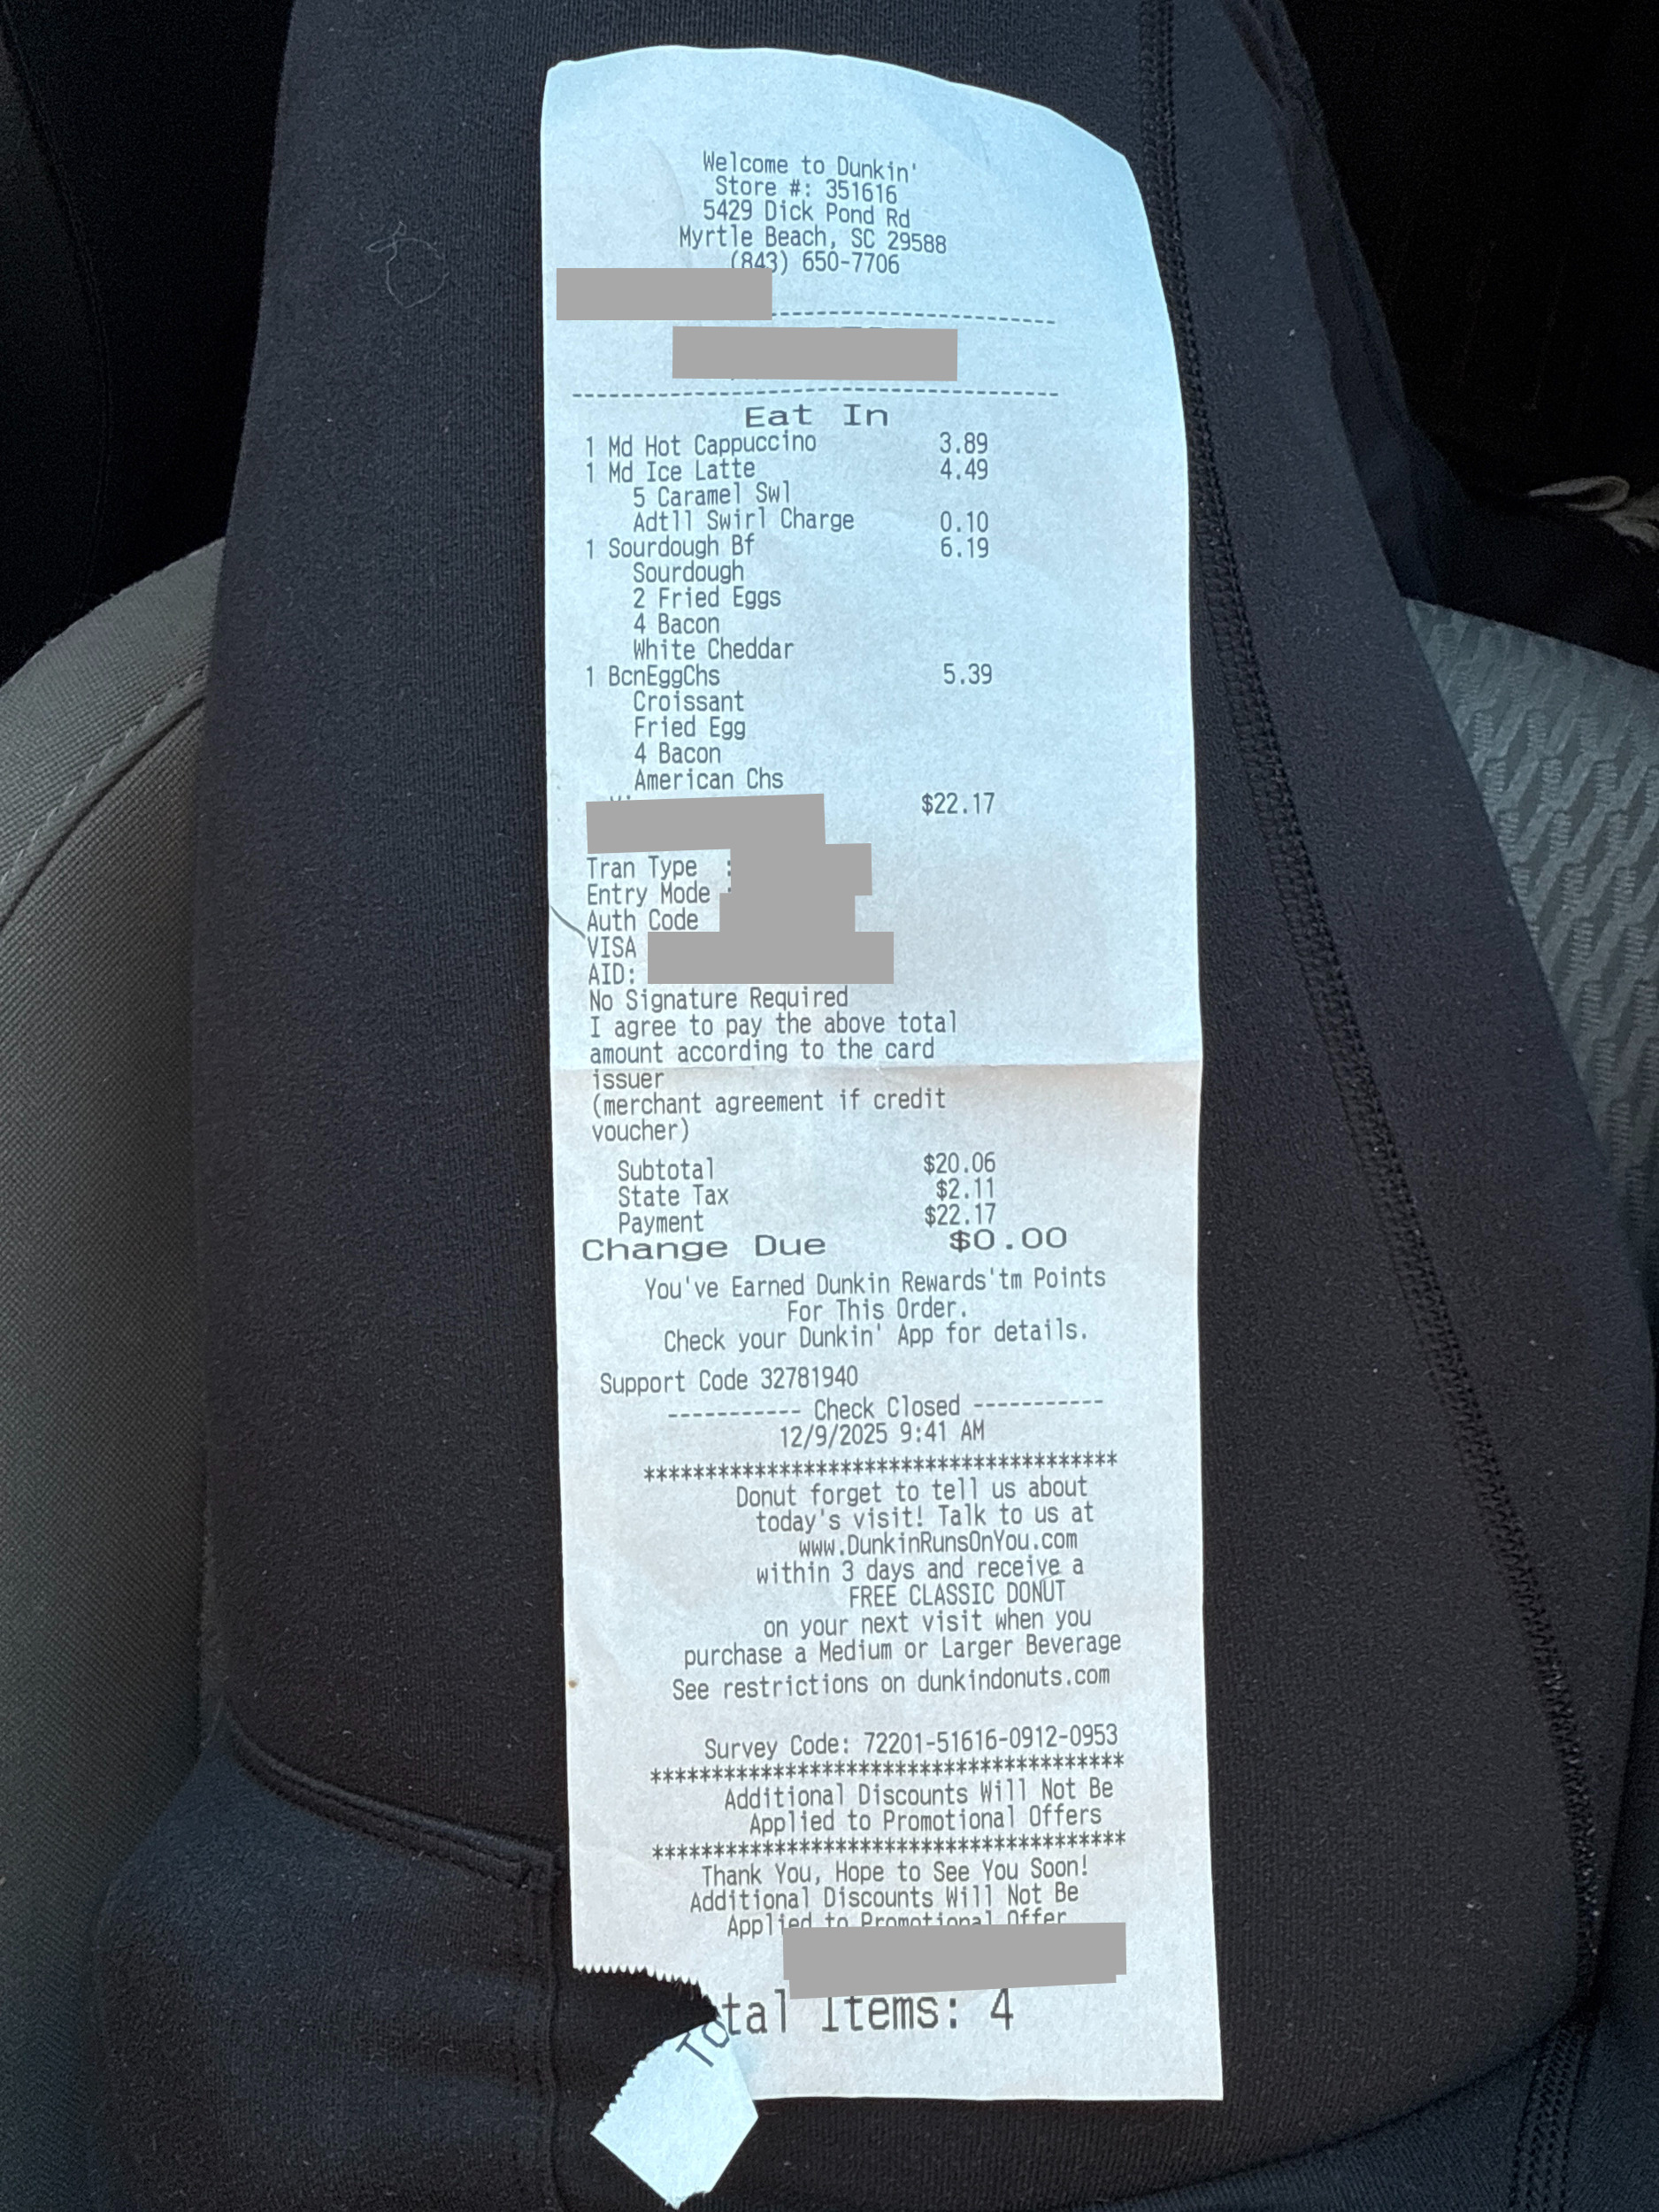 Welcome to Dunkin'
Store #: 351616
5429 Dick Pond Rd
Myrtle Beach, SC 29588
(843) 650-7706
Eat In
1 Md Hot Cappuccino 3.89
1 Md Ice Latte 4.49
5 Caramel Swl
Adtll Swirl Charge 0.10
1 Sourdough Bf 6.19
Sourdough
2 Fried Eggs
4 Bacon
White Cheddar
1 BcnEggChs 5.39
Croissant
Fried Egg
4 Bacon
American Chs
$22.17
Tran Type :
Entry Mode
Auth Code
VISA
AID:
No Signature Required
I agree to pay the above total
amount according to the card
issuer
(merchant agreement if credit
voucher)
Subtotal $20.06
State Tax $2.11
Payment $22.17
Change Due $0.00
You've Earned Dunkin Rewards'tm Points
For This Order.
Check your Dunkin' App for details.
Support Code 32781940
----------- Check Closed -----------
12/9/2025 9:41 AM
***************************************
Donut forget to tell us about
today's visit! Talk to us at
www.DunkinRunsOnYou.com
within 3 days and receive a
FREE CLASSIC DONUT
on your next visit when you
purchase a Medium or Larger Beverage
See restrictions on dunkindonuts.com
Survey Code: 72201-51616-0912-0953
***************************************
Additional Discounts Will Not Be
Applied to Promotional Offers
***************************************
Thank You, Hope to See You Soon!
Additional Discounts Will Not Be
Applied to Promotional Offer
Total Items: 4